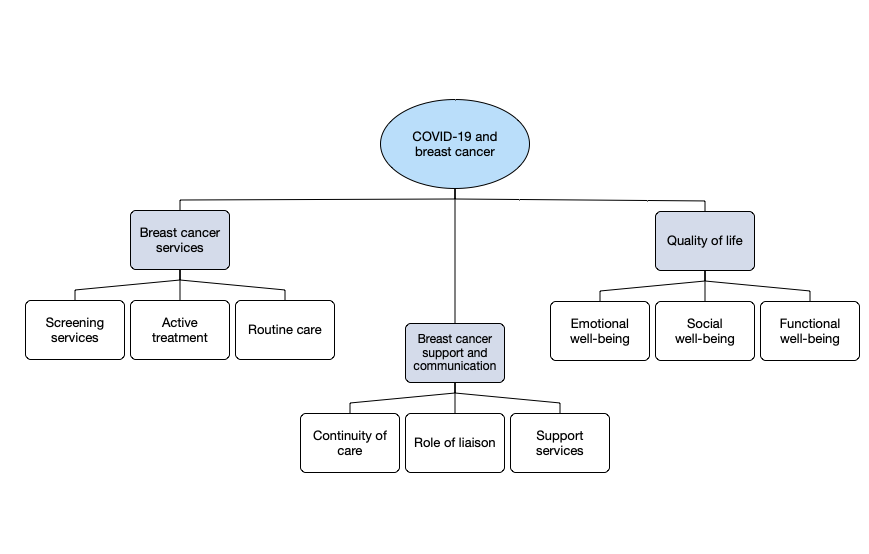 COVID-19 and
breast cancer
Breast cancer
services
Quality of life
Screening
services
Active
treatment
Routine care
Breast cancer
support and
communication
Emotional
well-being
Social
well-being
Functional
well-being
Continuity of
care
Role of liaison
Support
services